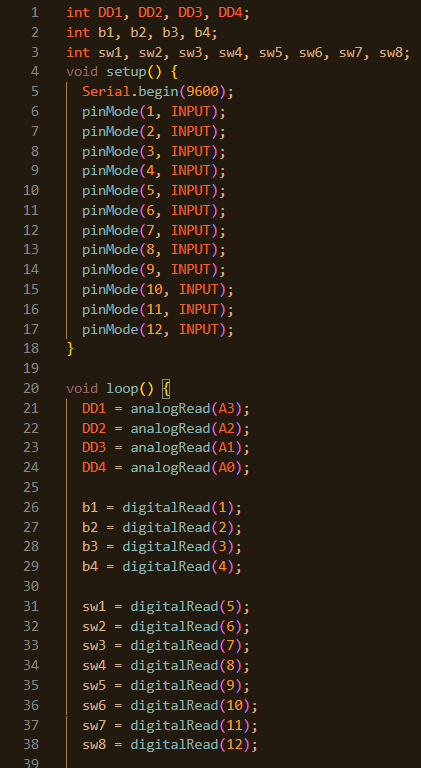 1 int DD1, DD2, DD3, DD4;
2 int b1, b2, b3, b4;
3 int sw1, sw2, sw3, sw4, sw5, sw6, sw7, sw8;
4 void setup() {
5 Serial.begin(9600);
6 pinMode(1, INPUT);
7 pinMode(2, INPUT);
8 pinMode(3, INPUT);
9 pinMode(4, INPUT);
10 pinMode(5, INPUT);
11 pinMode(6, INPUT);
12 pinMode(7, INPUT);
13 pinMode(8, INPUT);
14 pinMode(9, INPUT);
15 pinMode(10, INPUT);
16 pinMode(11, INPUT);
17 pinMode(12, INPUT);
18 }
19
20 void loop() {
21 DD1 = analogRead(A3);
22 DD2 = analogRead(A2);
23 DD3 = analogRead(A1);
24 DD4 = analogRead(A0);
25
26 b1 = digitalRead(1);
27 b2 = digitalRead(2);
28 b3 = digitalRead(3);
29 b4 = digitalRead(4);
30
31 sw1 = digitalRead(5);
32 sw2 = digitalRead(6);
33 sw3 = digitalRead(7);
34 sw4 = digitalRead(8);
35 sw5 = digitalRead(9);
36 sw6 = digitalRead(10);
37 sw7 = digitalRead(11);
38 sw8 = digitalRead(12);
39